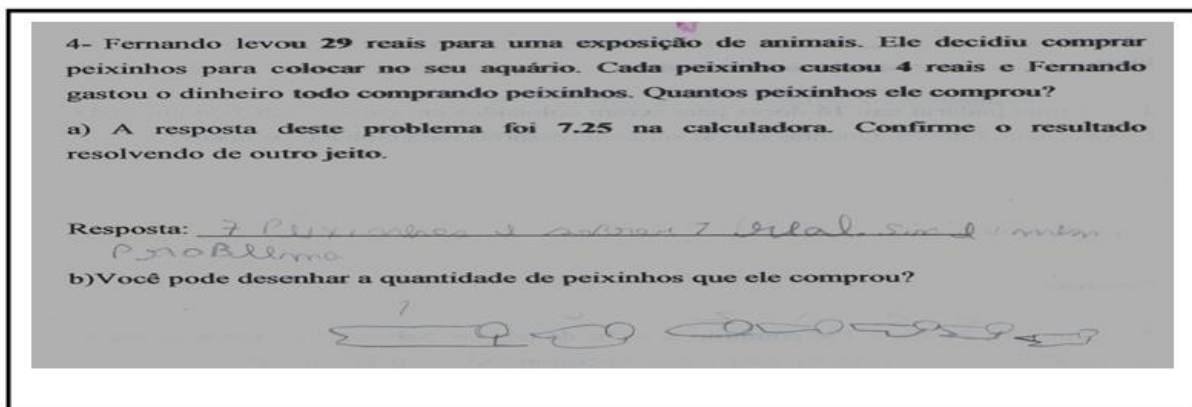 4- Fernando levou 29 reais para uma exposição de animais. Ele decidiu comprar
peixinhos para colocar no seu aquário. Cada peixinho custou 4 reais e Fernando
gastou o dinheiro todo comprando peixinhos. Quantos peixinhos ele comprou?
a) A resposta deste problema foi 7.25 na calculadora. Confirme o resultado
resolvendo de outro jeito.
Resposta: 7 Peixinhos e real
ProBlema
b)Você pode desenhar a quantidade de peixinhos que ele comprou?